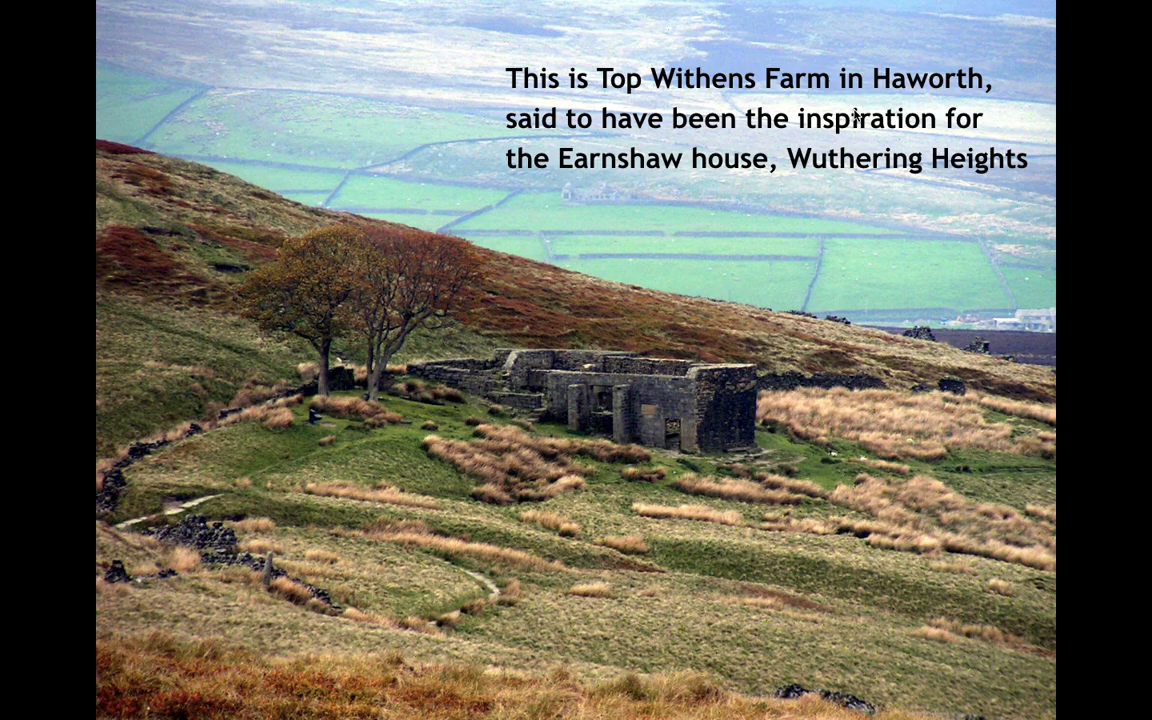 This is Top Withens Farm in Haworth,
said to have been the inspiration for
the Earnshaw house, Wuthering Heights